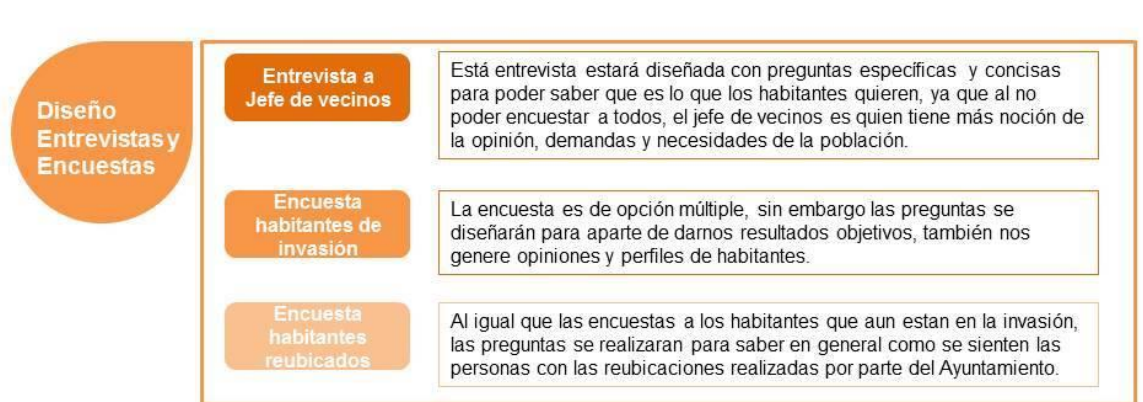 Diseño
Entrevistas y
Encuestas
Entrevista a
Jefe de vecinos
Está entrevista estará diseñada con preguntas específicas y concisas
para poder saber que es lo que los habitantes quieren, ya que al no
poder encuestar a todos, el jefe de vecinos es quien tiene más noción de
la opinión, demandas y necesidades de la población.
Encuesta
habitantes de
invasión
La encuesta es de opción múltiple, sin embargo las preguntas se
diseñarán para aparte de darnos resultados objetivos, también nos
genere opiniones y perfiles de habitantes.
Encuesta
habitantes
reubicados
Al igual que las encuestas a los habitantes que aun estan en la invasión,
las preguntas se realizaran para saber en general como se sienten las
personas con las reubicaciones realizadas por parte del Ayuntamiento.